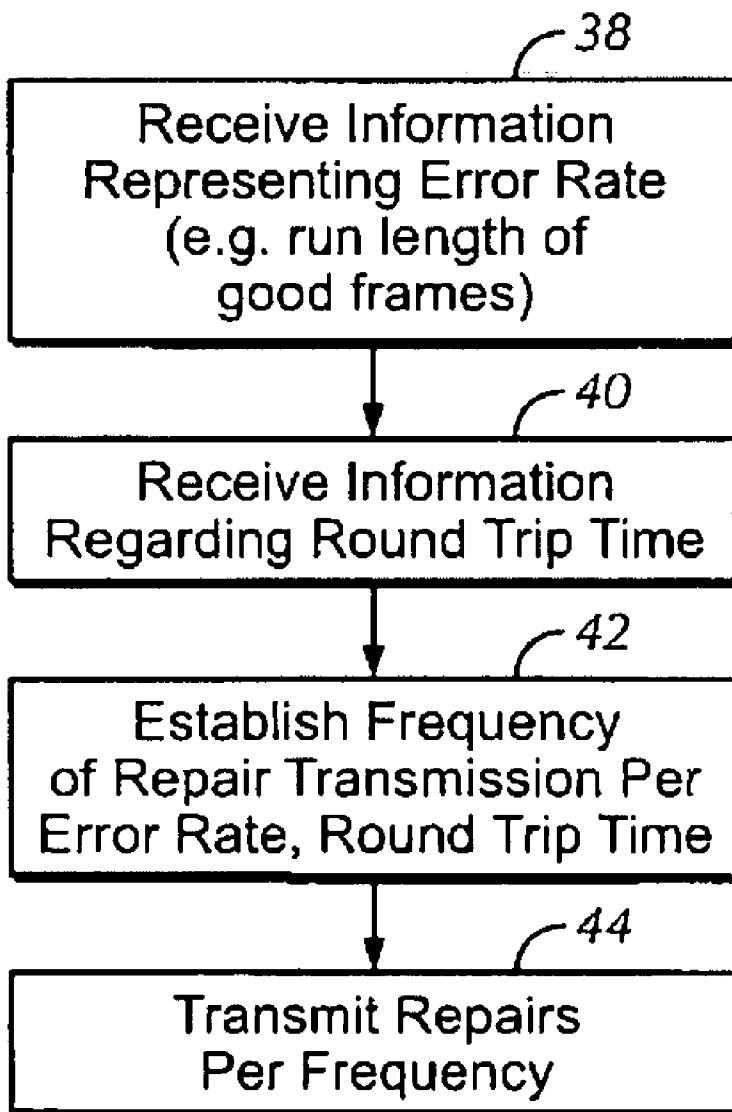 38
Receive Information
Representing Error Rate
(e.g. run length of
good frames)
40
Receive Information
Regarding Round Trip Time
42
Establish Frequency
of Repair Transmission Per
Error Rate, Round Trip Time
44
Transmit Repairs
Per Frequency